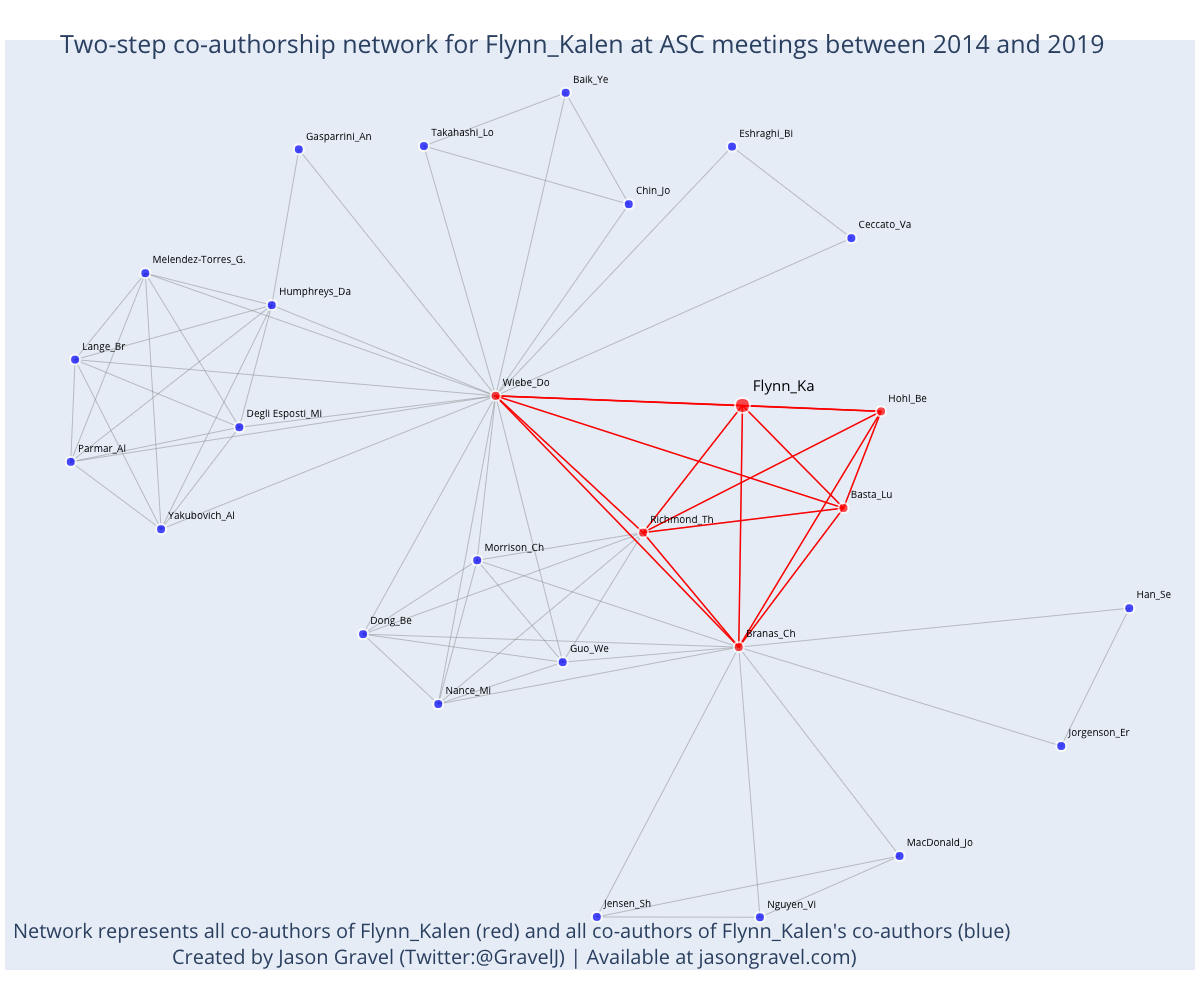 Two-step co-authorship network for Flynn_Kalen at ASC meetings between 2014 and 2019
Baik_Ye
Takahashi_Lo
Gasparrini_An
Eshraghi_Bi
Chin_Jo
Ceccato_Va
Melendez-Torres_G.
Humphreys_Da
Lange_Br
Wiebe_Do
Flynn_Ka
Hohl_Be
Degli Esposti_Mi
Parmar_Al
Basta_Lu
Yakubovich_Al
Richmond_Th
Morrison_Ch
Han_Se
Dong_Be
Branas_Ch
Guo_We
Nance_Mi
Jorgenson_Er
MacDonald_Jo
Jensen_Sh
Nguyen_Vi
Network represents all co-authors of Flynn_Kalen (red) and all co-authors of Flynn_Kalen's co-authors (blue)
Created by Jason Gravel (Twitter:@GravelJ) | Available at jasongravel.com)